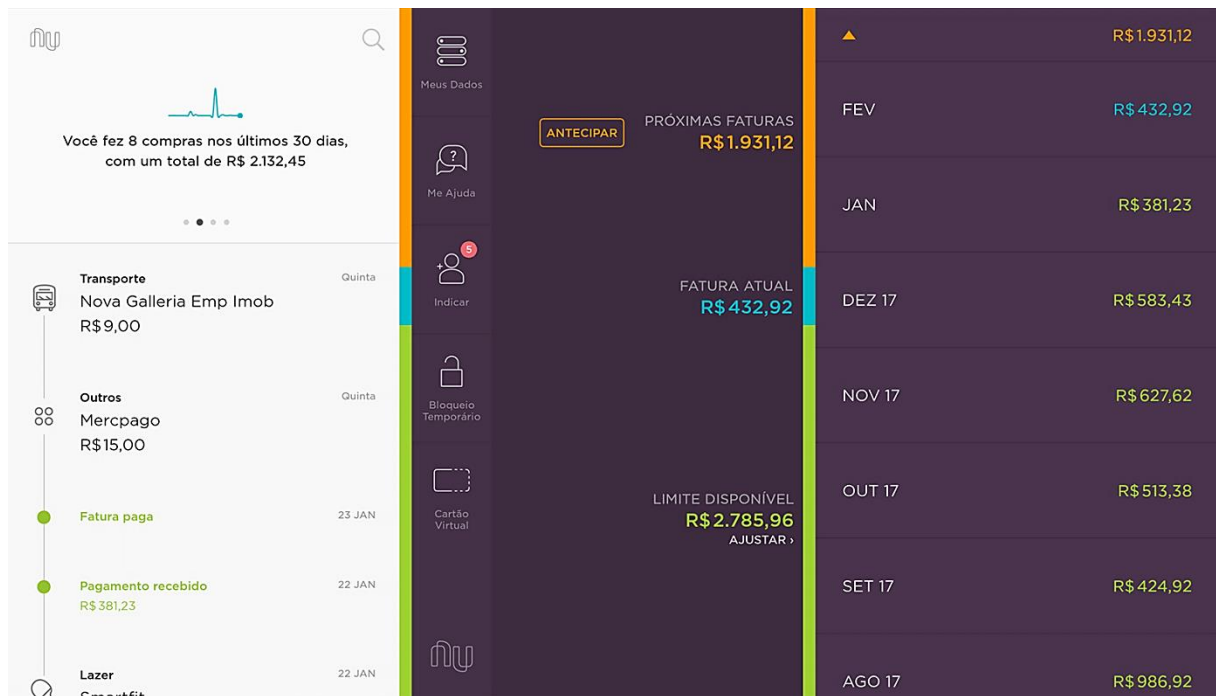 nu
Você fez 8 compras nos últimos 30 dias,
com um total de R$ 2.132,45
Transporte
Quinta
Nova Galleria Emp Imob
R$9,00
Outros
Quinta
Mercpago
R$15,00
Fatura paga
23 JAN
Pagamento recebido
22 JAN
R$381,23
Lazer
22 JAN
Smartfit
Meus Dados
Me Ajuda
5
Indicar
Bloqueio
Temporário
Cartão
Virtual
nu
ANTECIPAR
PRÓXIMAS FATURAS
R$1.931,12
FATURA ATUAL
R$432,92
LIMITE DISPONÍVEL
R$2.785,96
AJUSTAR ›
R$1.931,12
FEV
R$432,92
JAN
R$381,23
DEZ 17
R$583,43
NOV 17
R$627,62
OUT 17
R$513,38
SET 17
R$424,92
AGO 17
R$986,92